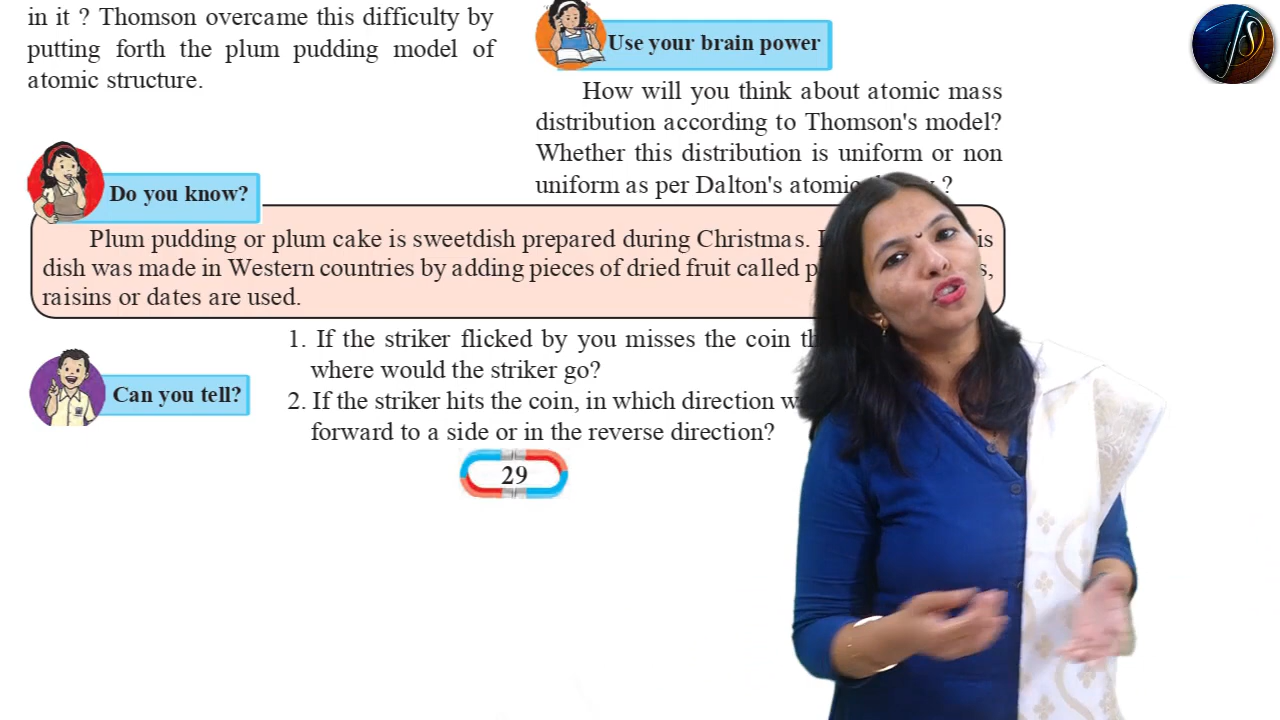 in it ? Thomson overcame this difficulty by
putting forth the plum pudding model of
atomic structure.
Use your brain power
How will you think about atomic mass
distribution according to Thomson's model?
Whether this distribution is uniform or non
uniform as per Dalton's atomic ?
Do you know?
Plum pudding or plum cake is sweetdish prepared during Christmas. is
dish was made in Western countries by adding pieces of dried fruit called
raisins or dates are used.
Can you tell?
1. If the striker flicked by you misses the coin
where would the striker go?
2. If the striker hits the coin, in which direction
forward to a side or in the reverse direction?
29